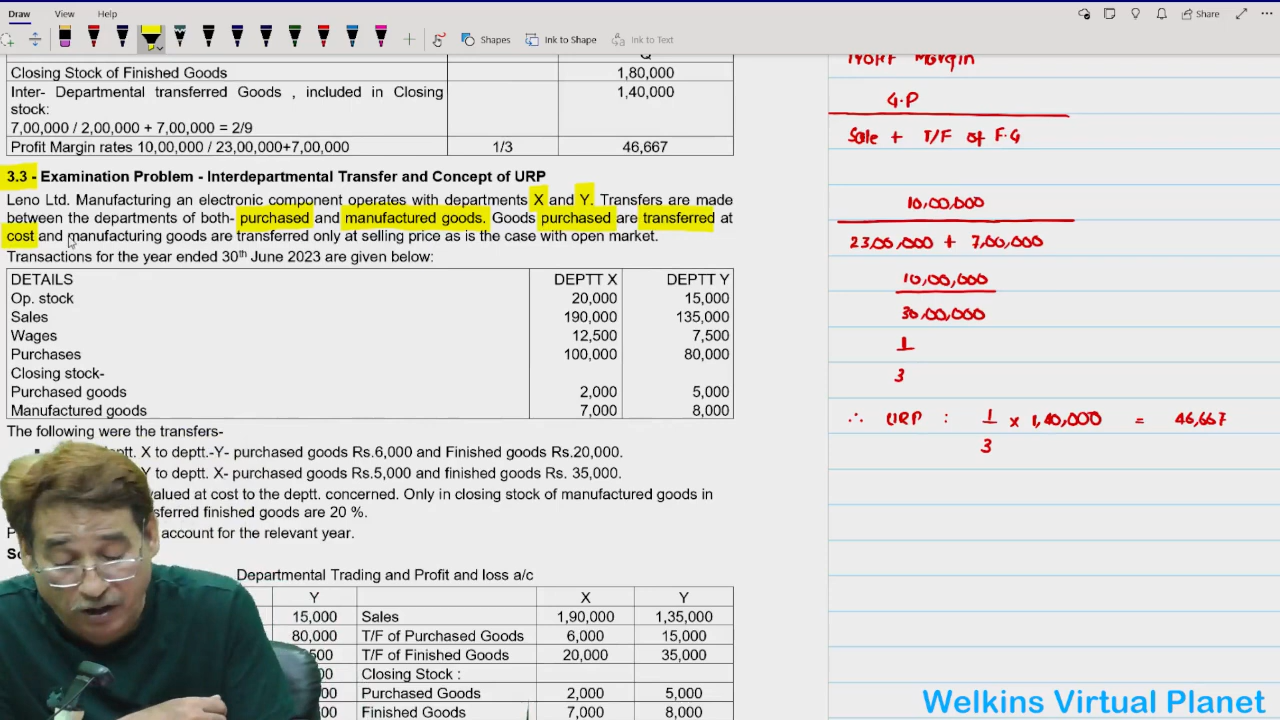 Draw View Help
Share
Shapes Ink to Shape Ink to Text
Closing Stock of Finished Goods 1,80,000
Inter- Departmental transferred Goods , included in Closing 1,40,000
stock:
7,00,000 / 2,00,000 + 7,00,000 = 2/9
Profit Margin rates 10,00,000 / 23,00,000+7,00,000 1/3 46,667
3.3 - Examination Problem - Interdepartmental Transfer and Concept of URP
Leno Ltd. Manufacturing an electronic component operates with departments X and Y. Transfers are made
between the departments of both- purchased and manufactured goods. Goods purchased are transferred at
cost and manufacturing goods are transferred only at selling price as is the case with open market.
Transactions for the year ended 30th June 2023 are given below:
DETAILS DEPTT X DEPTT Y
Op. stock 20,000 15,000
Sales 190,000 135,000
Wages 12,500 7,500
Purchases 100,000 80,000
Closing stock-
Purchased goods 2,000 5,000
Manufactured goods 7,000 8,000
The following were the transfers-
deptt. X to deptt.-Y- purchased goods Rs.6,000 and Finished goods Rs.20,000.
Y to deptt. X- purchased goods Rs.5,000 and finished goods Rs. 35,000.
valued at cost to the deptt. concerned. Only in closing stock of manufactured goods in
finished goods are 20 %.
account for the relevant year.
Departmental Trading and Profit and loss a/c
Y X Y
15,000 Sales 1,90,000 1,35,000
80,000 T/F of Purchased Goods 6,000 15,000
T/F of Finished Goods 20,000 35,000
Closing Stock :
Purchased Goods 2,000 5,000
Finished Goods 7,000 8,000
Profit Margin
G.P
Sale + T/F of F.G
10,00,000
23,00,000 + 7,00,000
10,00,000
30,00,000
1
3
∴ URP : 1/3 × 1,40,000 = 46,667
Welkins Virtual Planet